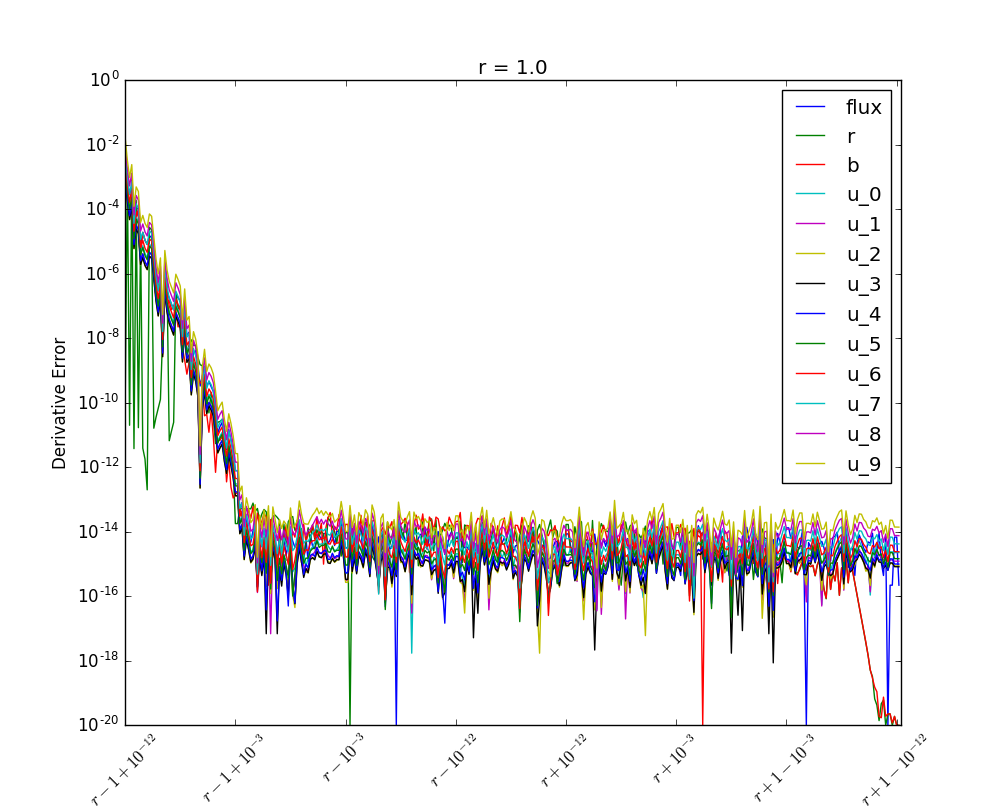 r = 1.0
Derivative Error
10^0
10^-2
10^-4
10^-6
10^-8
10^-10
10^-12
10^-14
10^-16
10^-18
10^-20
flux
r
b
u_0
u_1
u_2
u_3
u_4
u_5
u_6
u_7
u_8
u_9
r − 1 + 10^−12
r − 1 + 10^−3
r − 10^−3
r − 10^−12
r + 10^−12
r + 10^−3
r + 1 − 10^−3
r + 1 − 10^−12